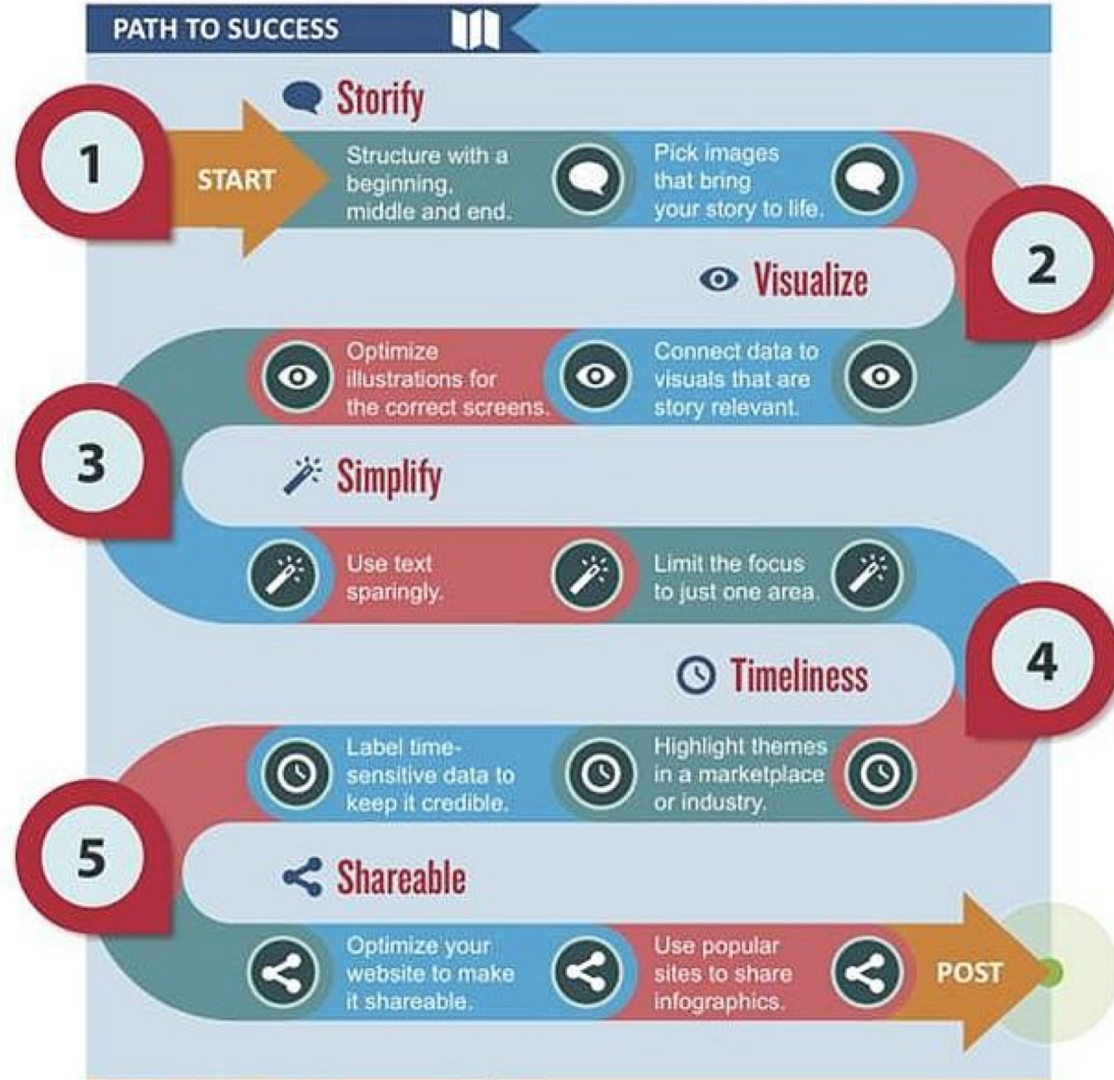 PATH TO SUCCESS
Storify
1
START
Structure with a
beginning,
middle and end.
Pick images
that bring
your story to life.
2
Visualize
Optimize
illustrations for
the correct screens.
Connect data to
visuals that are
story relevant.
3
Simplify
Use text
sparingly.
Limit the focus
to just one area.
4
Timeliness
Label time-
sensitive data to
keep it credible.
Highlight themes
in a marketplace
or industry.
5
Shareable
Optimize your
website to make
it shareable.
Use popular
sites to share
infographics.
POST